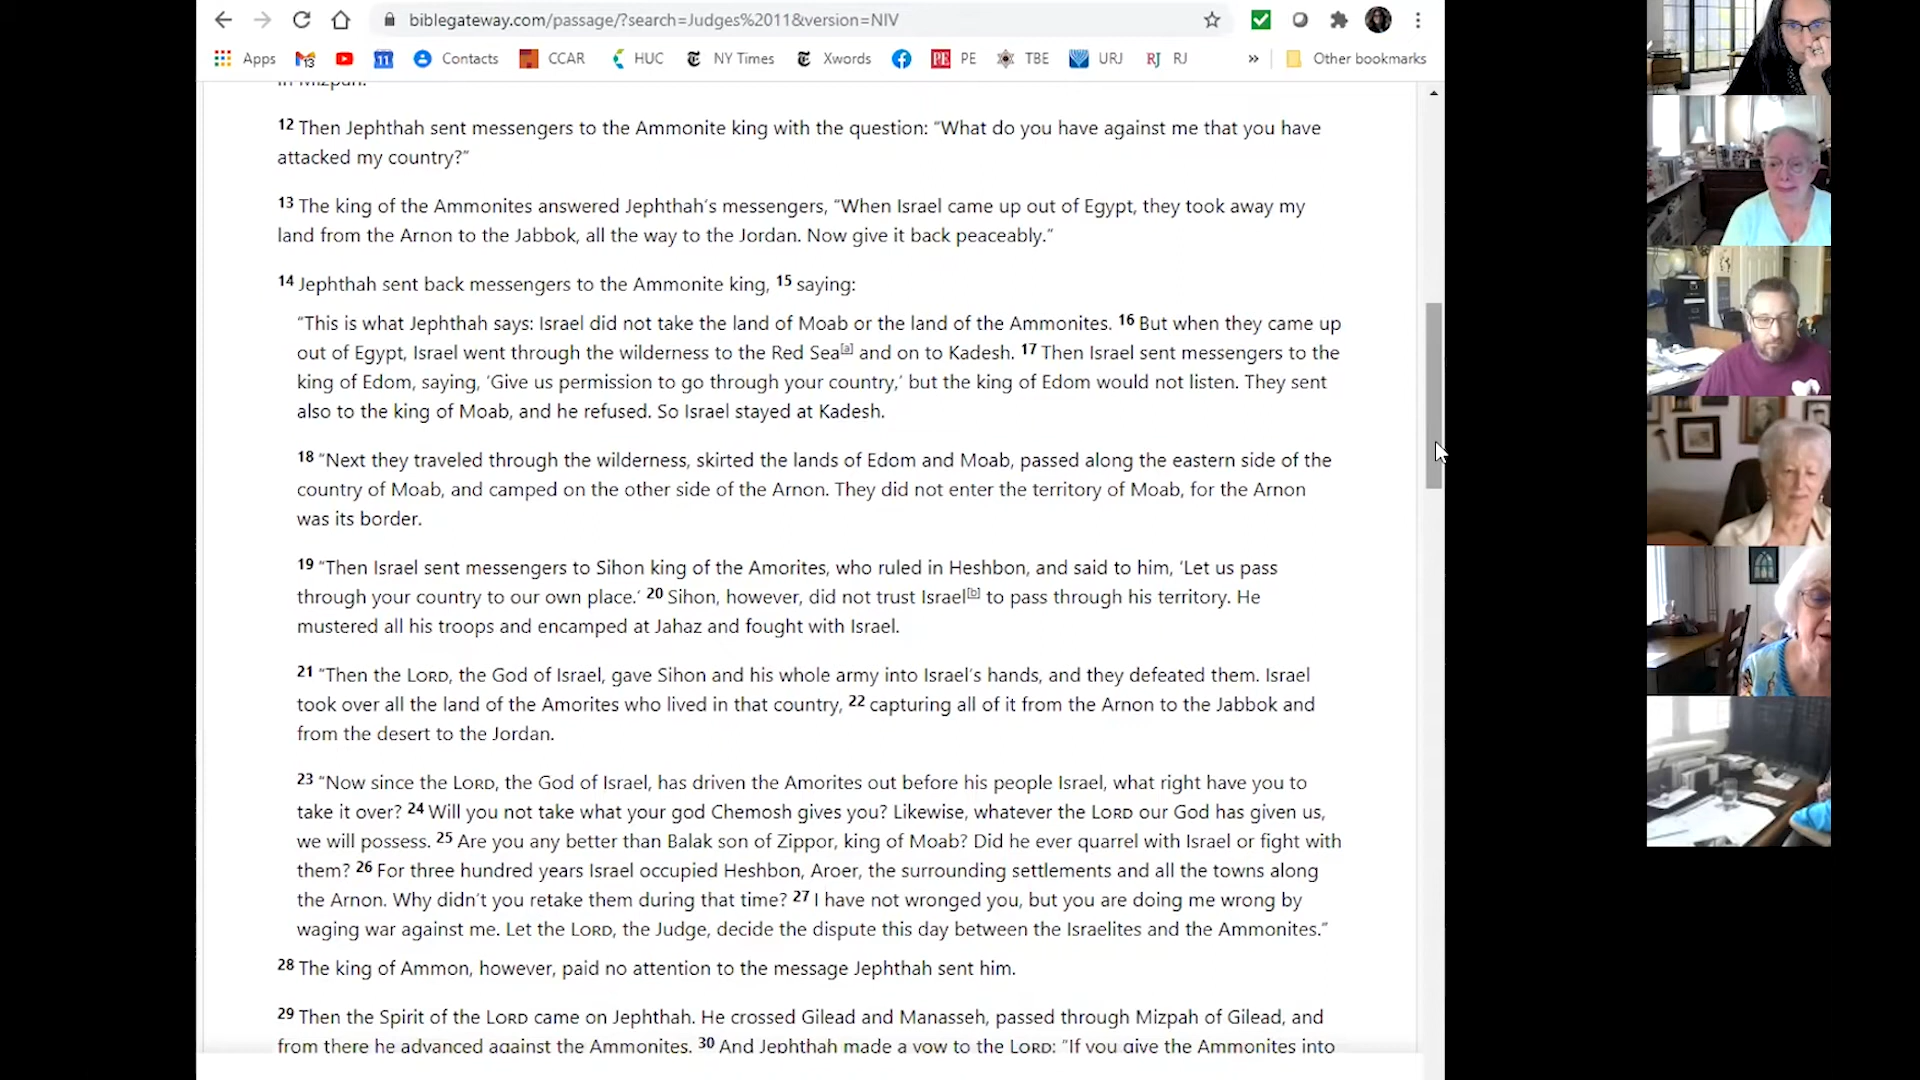 biblegateway.com/passage/?search=Judges%2011&version=NIV
Apps 13 11 Contacts CCAR HUC NY Times Xwords PE PE TBE URJ RJ RJ » Other bookmarks
in Mizpah.
12 Then Jephthah sent messengers to the Ammonite king with the question: “What do you have against me that you have
attacked my country?”
13 The king of the Ammonites answered Jephthah’s messengers, “When Israel came up out of Egypt, they took away my
land from the Arnon to the Jabbok, all the way to the Jordan. Now give it back peaceably.”
14 Jephthah sent back messengers to the Ammonite king, 15 saying:
“This is what Jephthah says: Israel did not take the land of Moab or the land of the Ammonites. 16 But when they came up
out of Egypt, Israel went through the wilderness to the Red Sea[a] and on to Kadesh. 17 Then Israel sent messengers to the
king of Edom, saying, ‘Give us permission to go through your country,’ but the king of Edom would not listen. They sent
also to the king of Moab, and he refused. So Israel stayed at Kadesh.
18 “Next they traveled through the wilderness, skirted the lands of Edom and Moab, passed along the eastern side of the
country of Moab, and camped on the other side of the Arnon. They did not enter the territory of Moab, for the Arnon
was its border.
19 “Then Israel sent messengers to Sihon king of the Amorites, who ruled in Heshbon, and said to him, ‘Let us pass
through your country to our own place.’ 20 Sihon, however, did not trust Israel[b] to pass through his territory. He
mustered all his troops and encamped at Jahaz and fought with Israel.
21 “Then the LORD, the God of Israel, gave Sihon and his whole army into Israel’s hands, and they defeated them. Israel
took over all the land of the Amorites who lived in that country, 22 capturing all of it from the Arnon to the Jabbok and
from the desert to the Jordan.
23 “Now since the LORD, the God of Israel, has driven the Amorites out before his people Israel, what right have you to
take it over? 24 Will you not take what your god Chemosh gives you? Likewise, whatever the LORD our God has given us,
we will possess. 25 Are you any better than Balak son of Zippor, king of Moab? Did he ever quarrel with Israel or fight with
them? 26 For three hundred years Israel occupied Heshbon, Aroer, the surrounding settlements and all the towns along
the Arnon. Why didn’t you retake them during that time? 27 I have not wronged you, but you are doing me wrong by
waging war against me. Let the LORD, the Judge, decide the dispute this day between the Israelites and the Ammonites.”
28 The king of Ammon, however, paid no attention to the message Jephthah sent him.
29 Then the Spirit of the LORD came on Jephthah. He crossed Gilead and Manasseh, passed through Mizpah of Gilead, and
from there he advanced against the Ammonites. 30 And Jephthah made a vow to the LORD: “If you give the Ammonites into